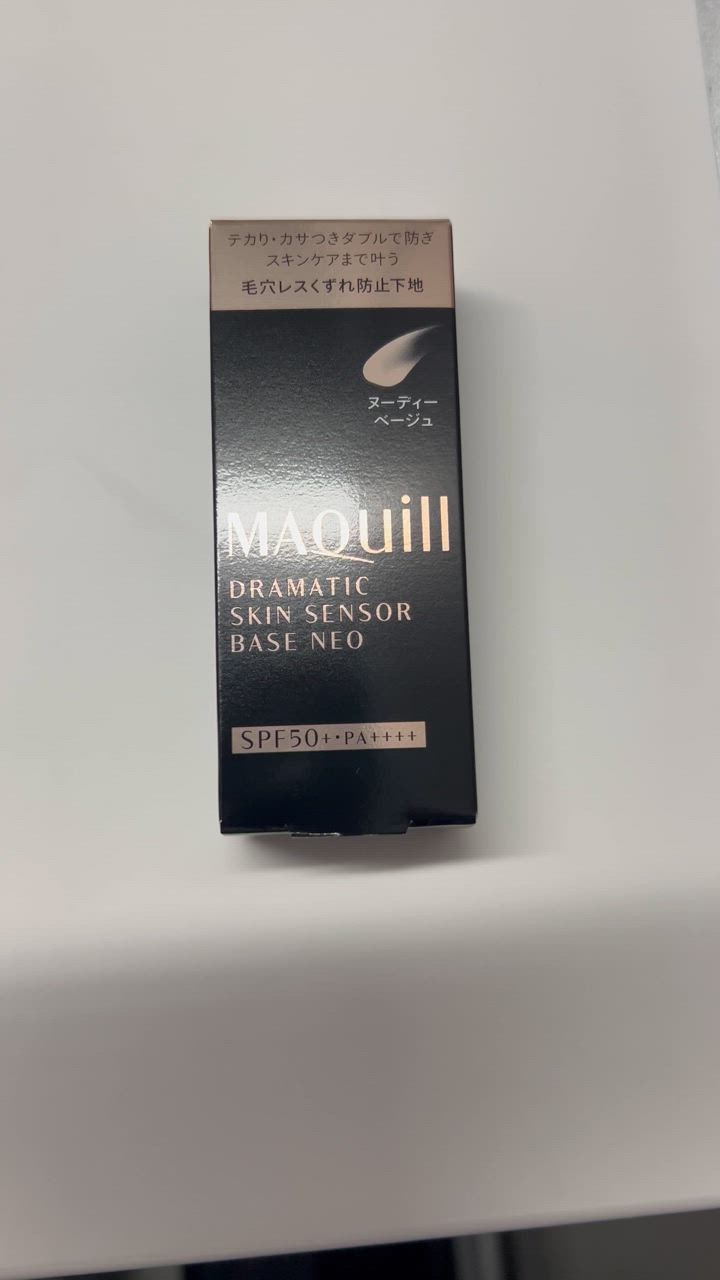 テカり・カサつきダブルで防ぎ
スキンケアまで叶う
毛穴レスくずれ防止下地
ヌーディー
ベージュ
MAQuill
DRAMATIC
SKIN SENSOR
BASE NEO
SPF50+・PA++++